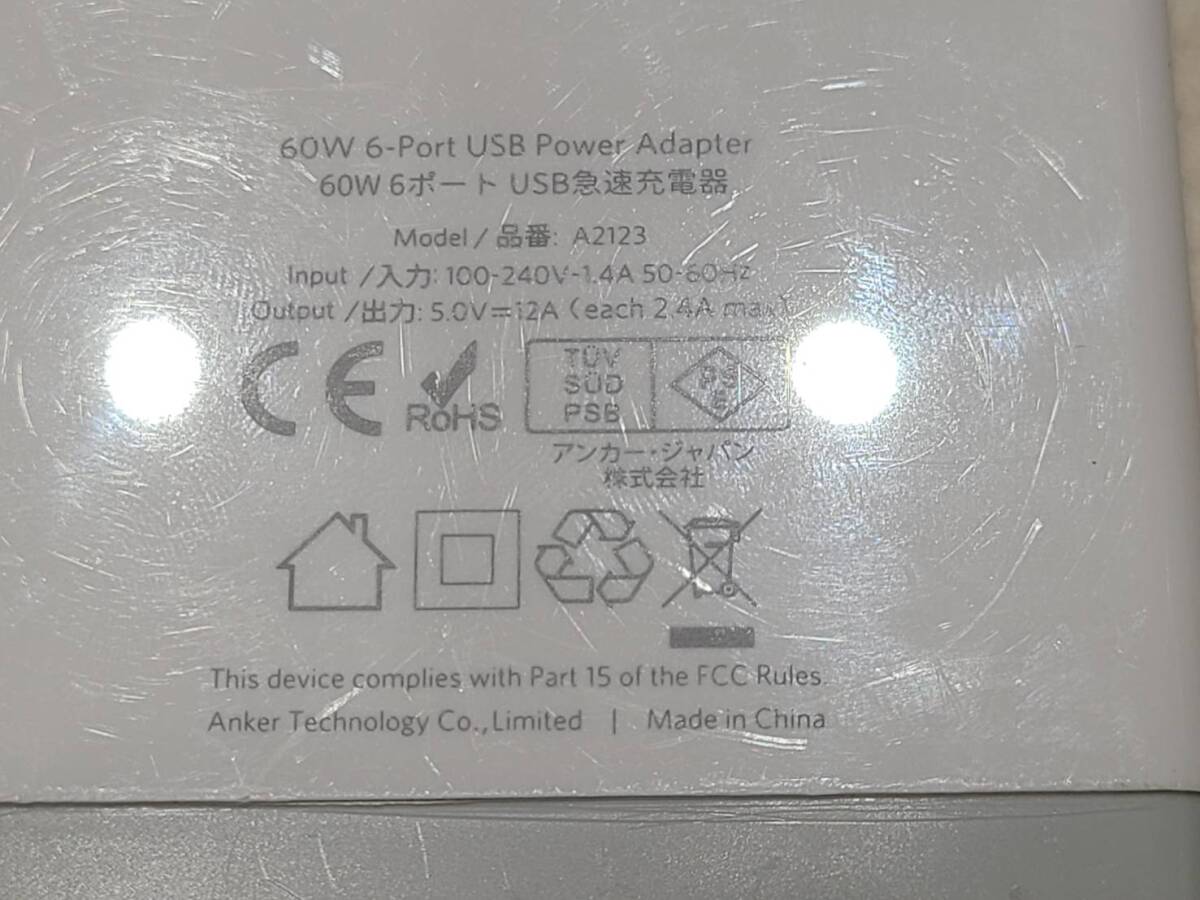 60W 6-Port USB Power Adapter
60W 6ポート USB急速充電器
Model / 品番: A2123
Input /入力: 100-240V~1.4A 50-60Hz
Output /出力: 5.0V=12A (each 2.4A max)
CE
RoHS
TÜV
SÜD
PSB
PS
E
アンカー・ジャパン
株式会社
This device complies with Part 15 of the FCC Rules.
Anker Technology Co.,Limited | Made in China